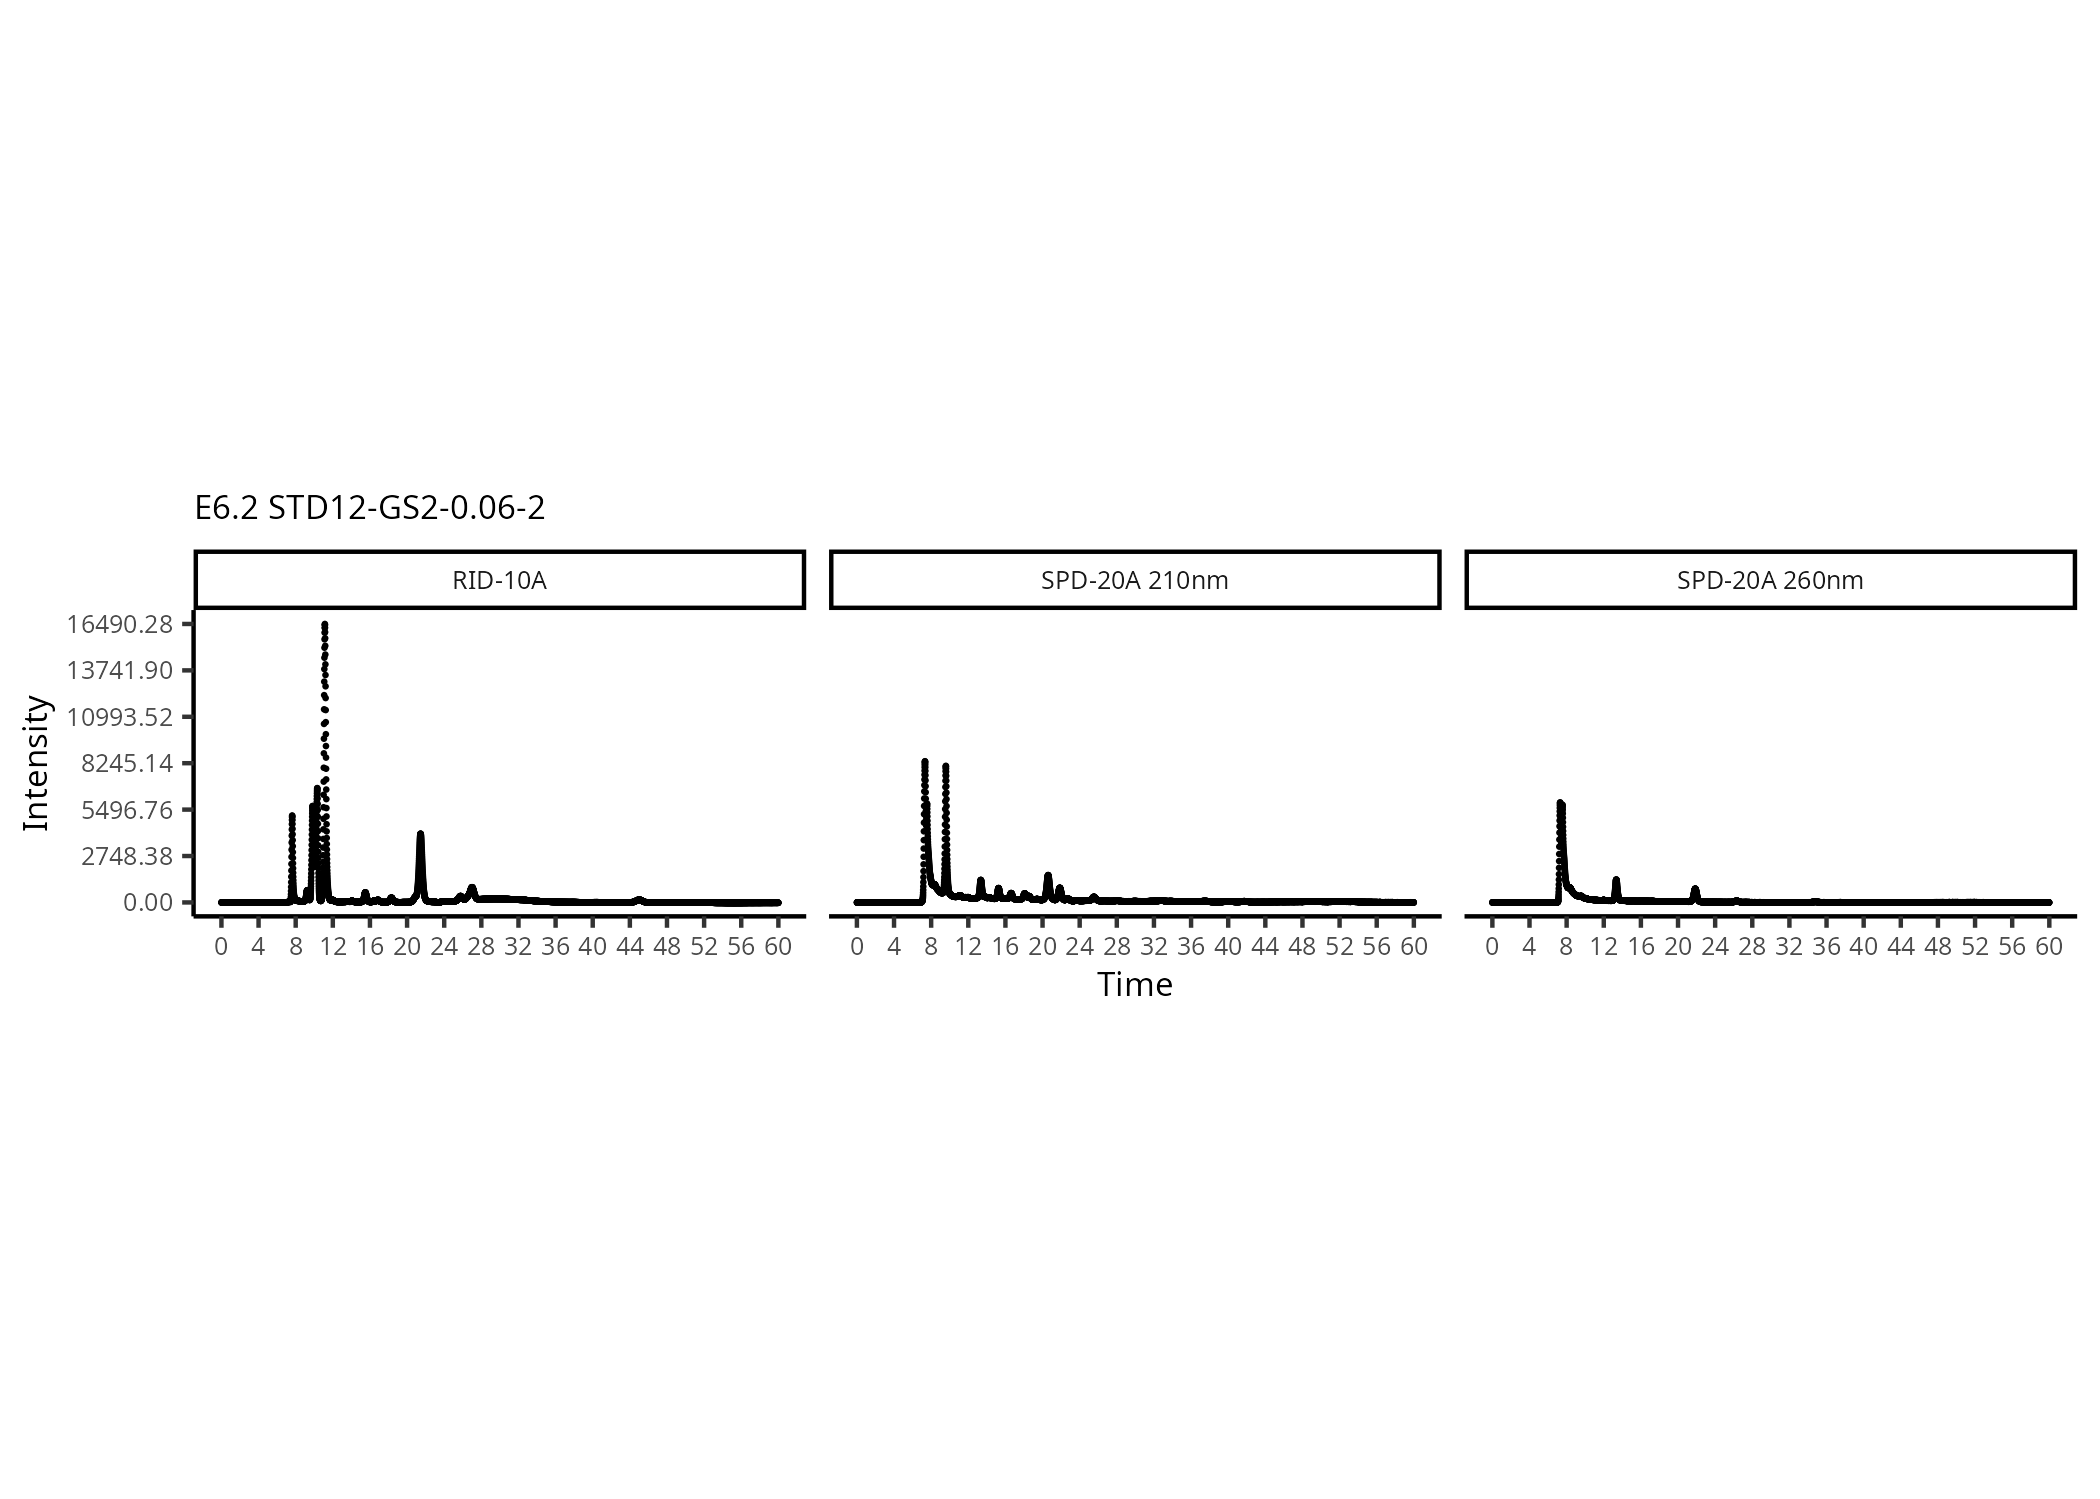 E6.2 STD12-GS2-0.06-2
RID-10A
SPD-20A 210nm
SPD-20A 260nm
Intensity
16490.28
13741.90
10993.52
8245.14
5496.76
2748.38
0.00
0 4 8 12 16 20 24 28 32 36 40 44 48 52 56 60
0 4 8 12 16 20 24 28 32 36 40 44 48 52 56 60
0 4 8 12 16 20 24 28 32 36 40 44 48 52 56 60
Time